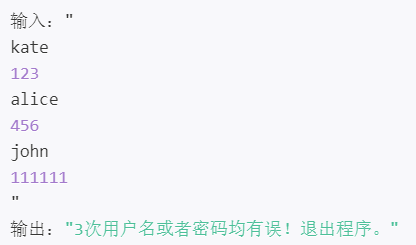 输入："
kate
123
alice
456
john
111111
"
输出："3次用户名或者密码均有误！退出程序。"